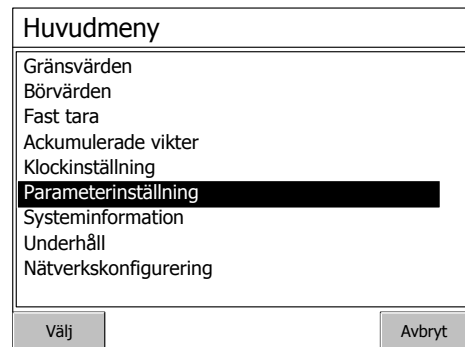 Huvudmeny
Gränsvärden
Börvärden
Fast tara
Ackumulerade vikter
Klockinställning
Parameterinställning
Systeminformation
Underhåll
Nätverkskonfigurering
Välj
Avbryt